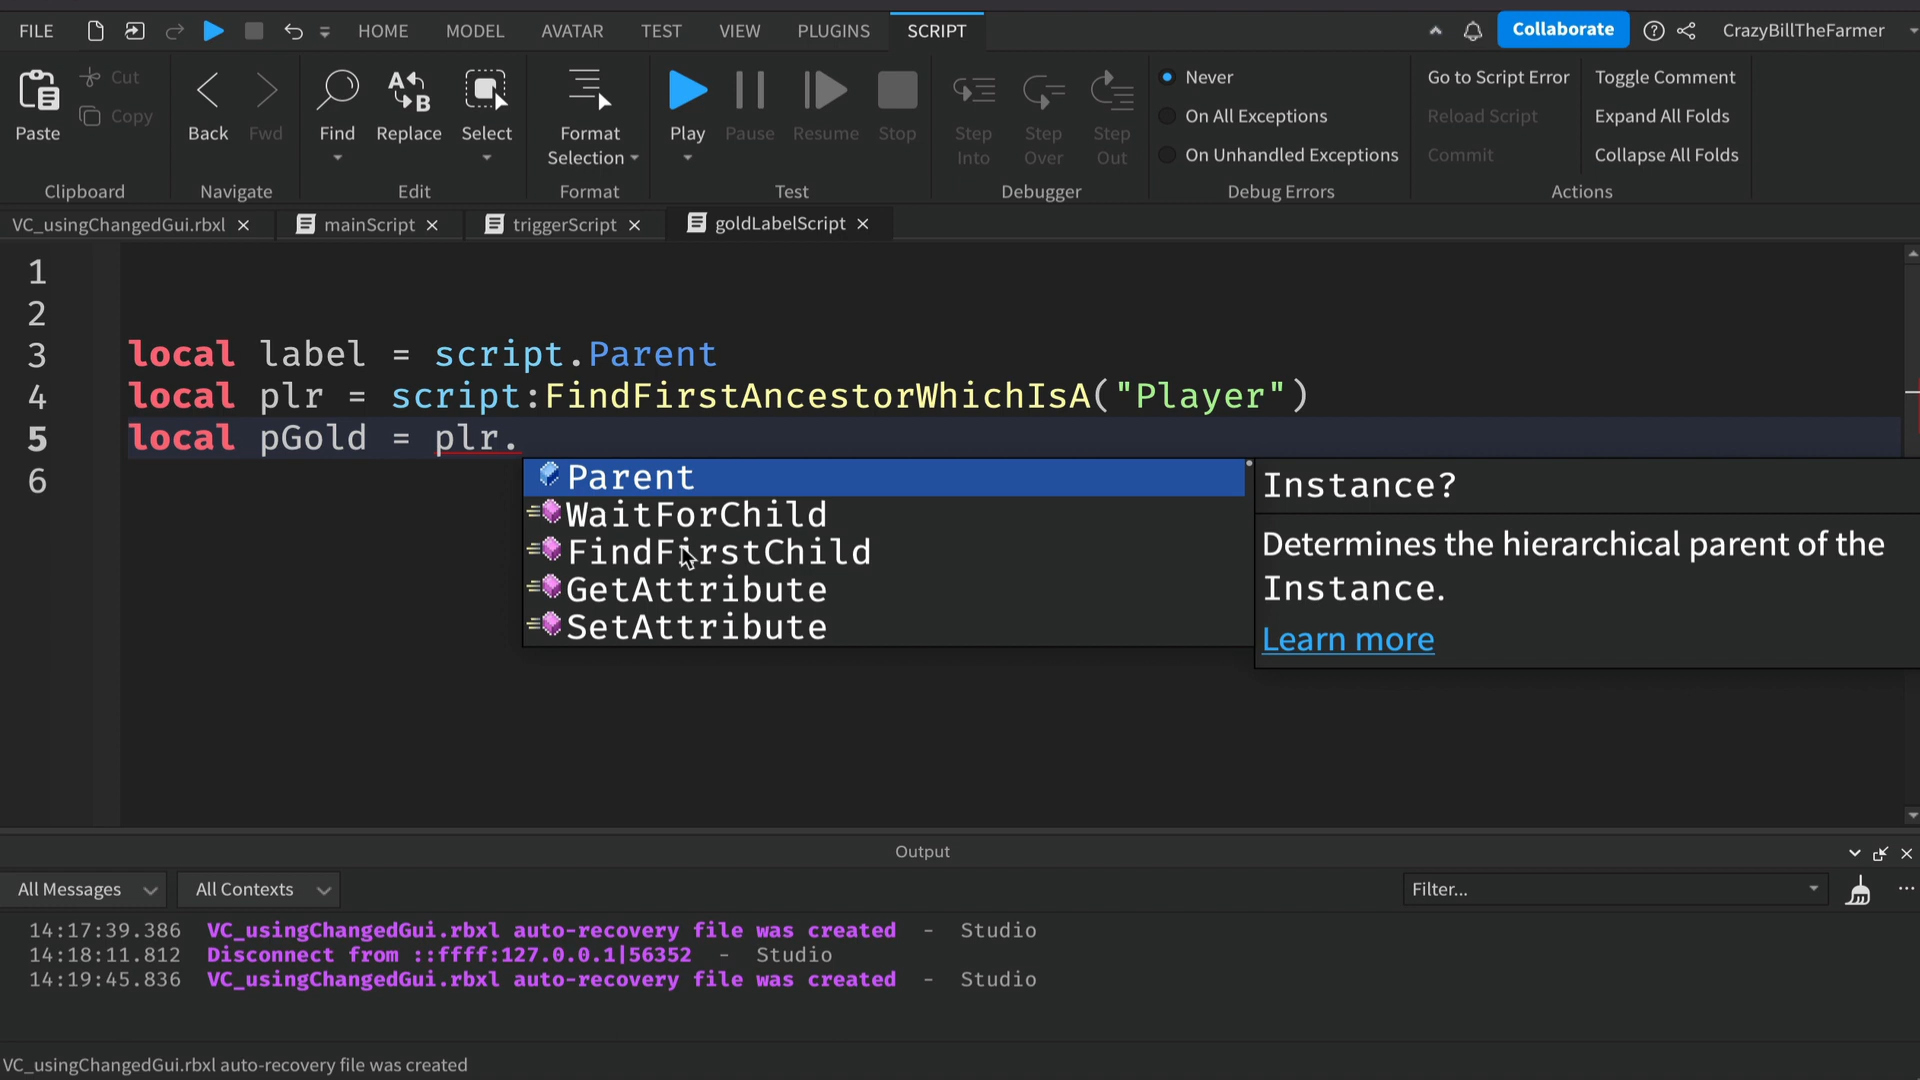 FILE HOME MODEL AVATAR TEST VIEW PLUGINS SCRIPT Collaborate CrazyBillTheFarmer
Paste Cut Copy
Back Fwd
Find Replace Select
Format Selection
Play Pause Resume Stop
Step Into Step Over Step Out
Never
On All Exceptions
On Unhandled Exceptions
Go to Script Error
Reload Script
Commit
Toggle Comment
Expand All Folds
Collapse All Folds
Clipboard Navigate Edit Format Test Debugger Debug Errors Actions
VC_usingChangedGui.rbxl mainScript triggerScript goldLabelScript
1
2
3 local label = script.Parent
4 local plr = script:FindFirstAncestorWhichIsA("Player")
5 local pGold = plr.
6
Parent
WaitForChild
FindFirstChild
GetAttribute
SetAttribute
Instance?
Determines the hierarchical parent of the
Instance.
Learn more
Output
All Messages All Contexts Filter...
14:17:39.386 VC_usingChangedGui.rbxl auto-recovery file was created - Studio
14:18:11.812 Disconnect from ::ffff:127.0.0.1|56352 - Studio
14:19:45.836 VC_usingChangedGui.rbxl auto-recovery file was created - Studio
VC_usingChangedGui.rbxl auto-recovery file was created